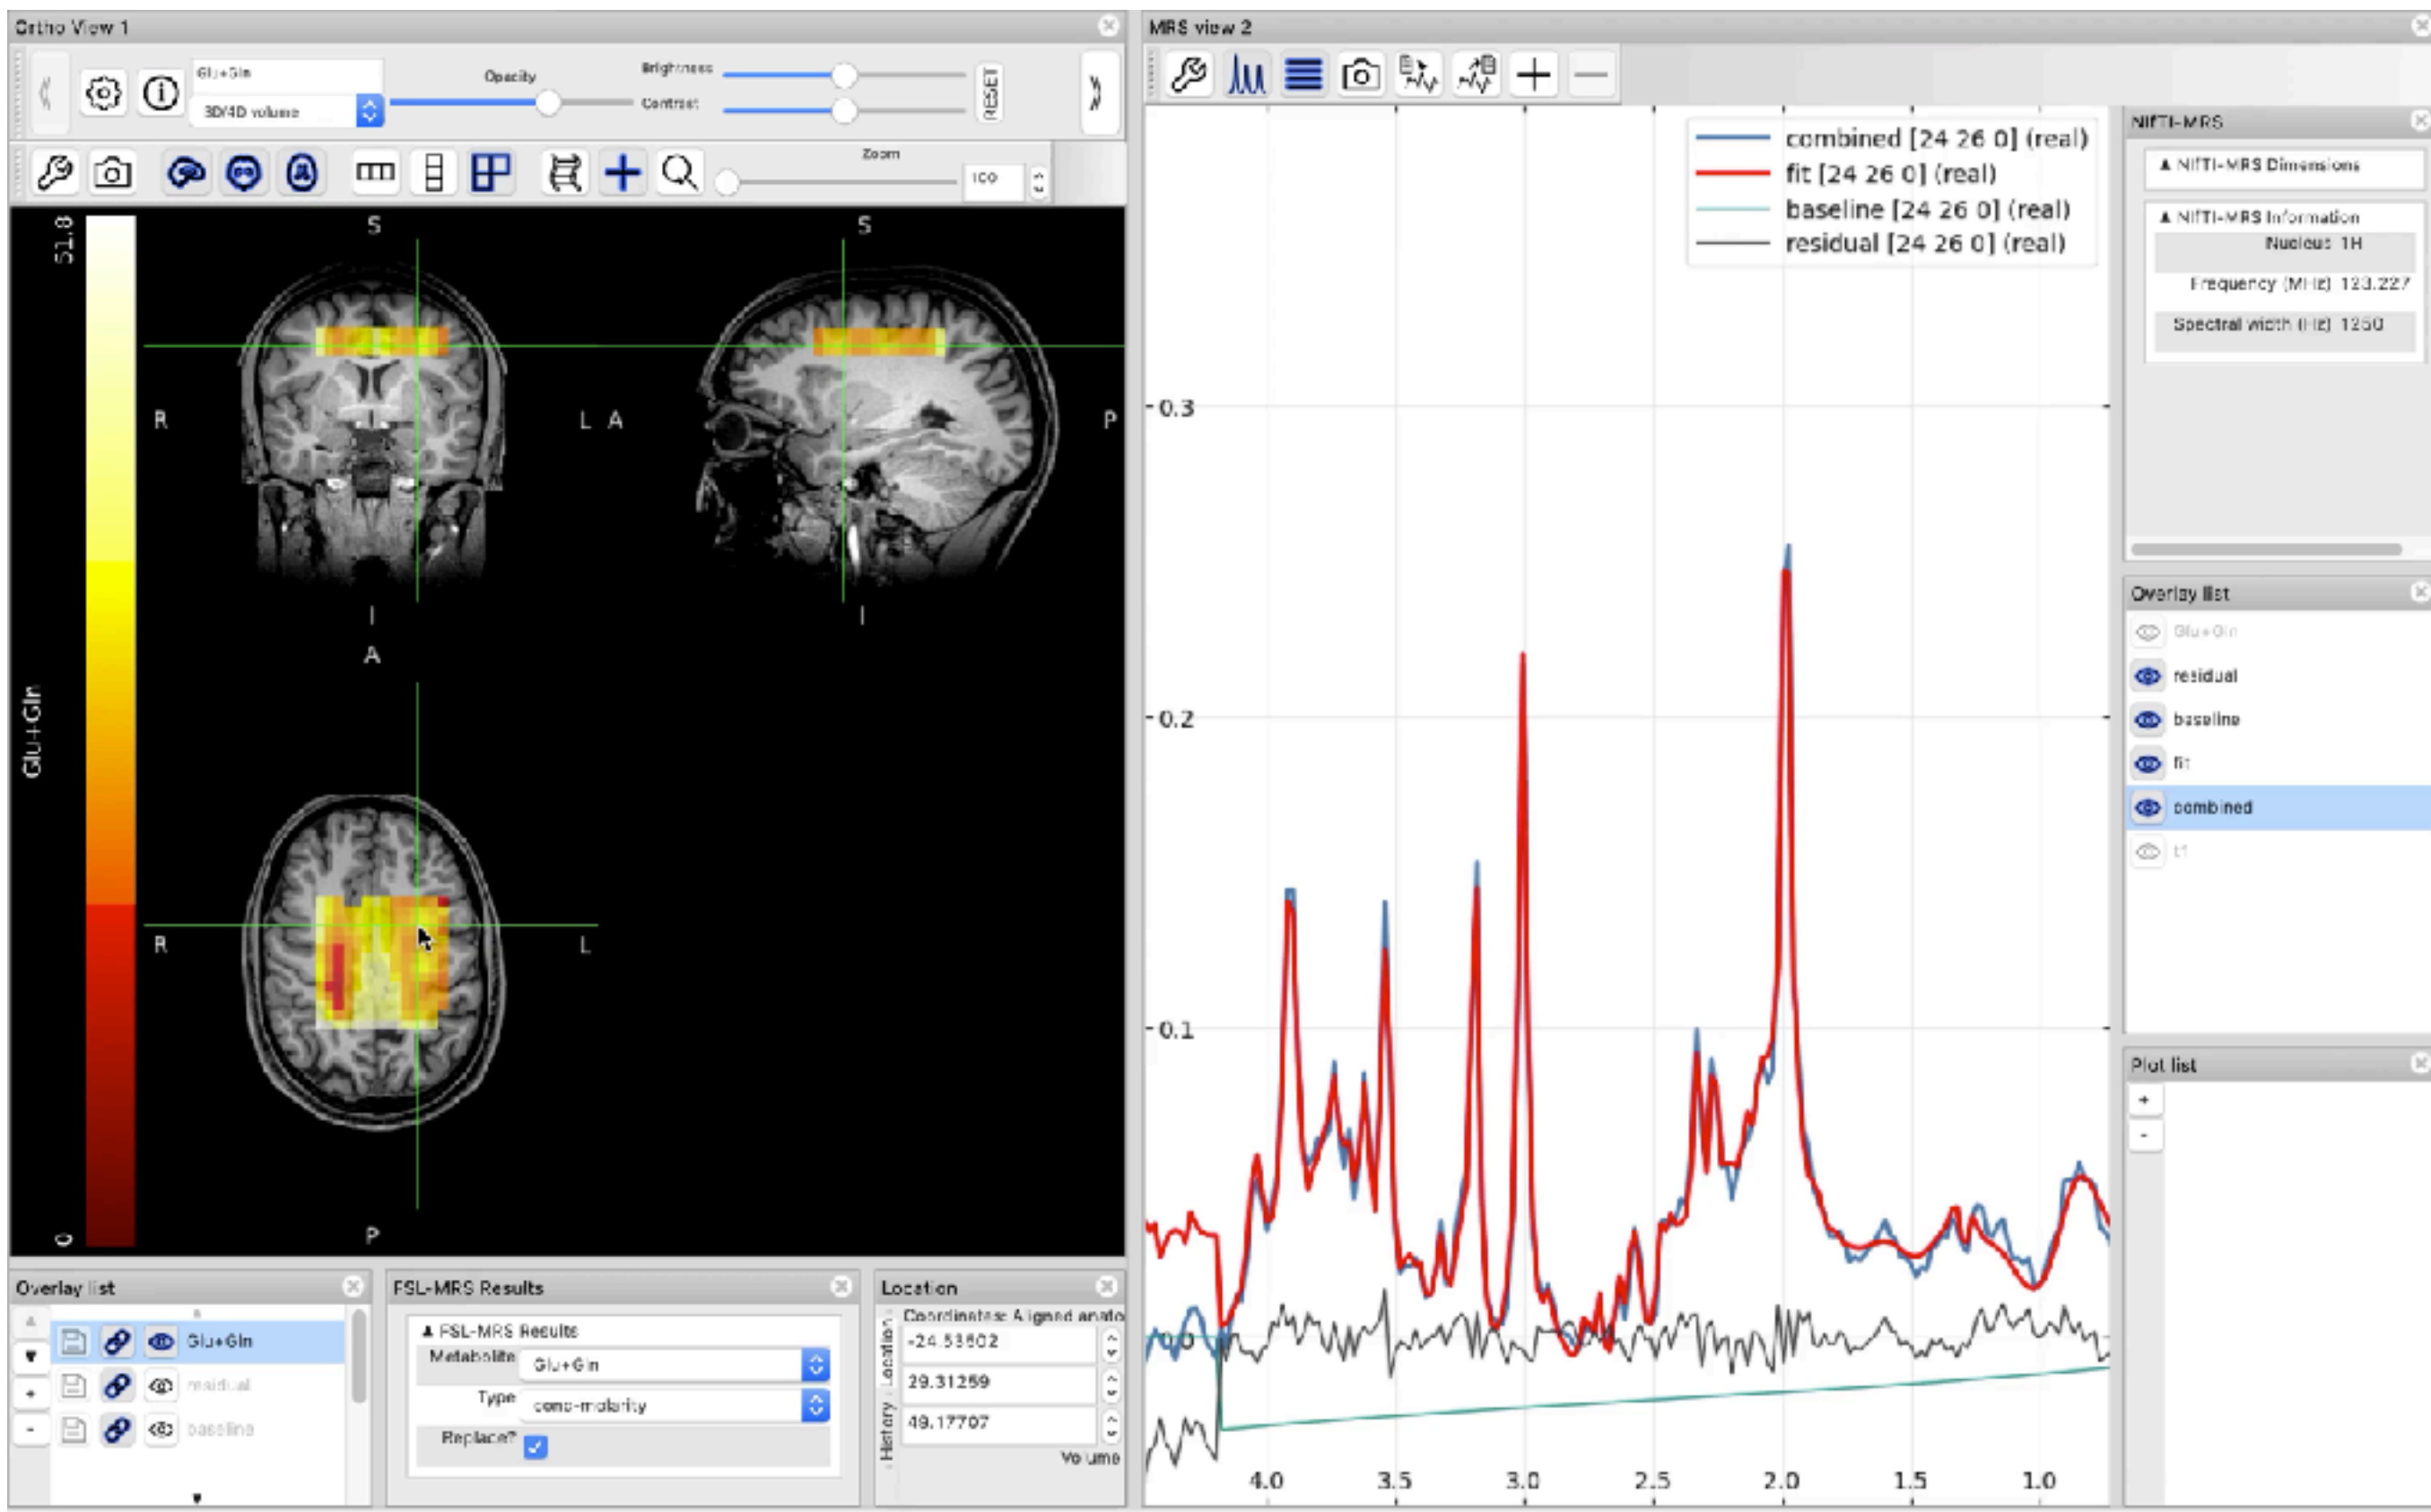 Ortho View 1
Glu+Gln
3D/4D volume
Opacity
Brightness
Contrast
RESET
Zoom
100
51.8
Glu+Gln
0
S
S
R
L
A
P
I
I
A
R
L
P
Overlay list
Glu+Gln
residual
baseline
FSL-MRS Results
▲ FSL-MRS Results
Metabolite Glu+Gln
Type conc-molarity
Replace?
Location
Coordinates: Aligned anato
Location
History
-24.53602
29.31259
49.17707
Volume
MRS view 2
combined [24 26 0] (real)
fit [24 26 0] (real)
baseline [24 26 0] (real)
residual [24 26 0] (real)
0.3
0.2
0.1
4.0 3.5 3.0 2.5 2.0 1.5 1.0
NIfTI-MRS
▲ NIfTI-MRS Dimensions
▲ NIfTI-MRS Information
Nucleus 1H
Frequency (MHz) 123.227
Spectral width (Hz) 1250
Overlay list
Glu+Gln
residual
baseline
fit
combined
t1
Plot list
+
-